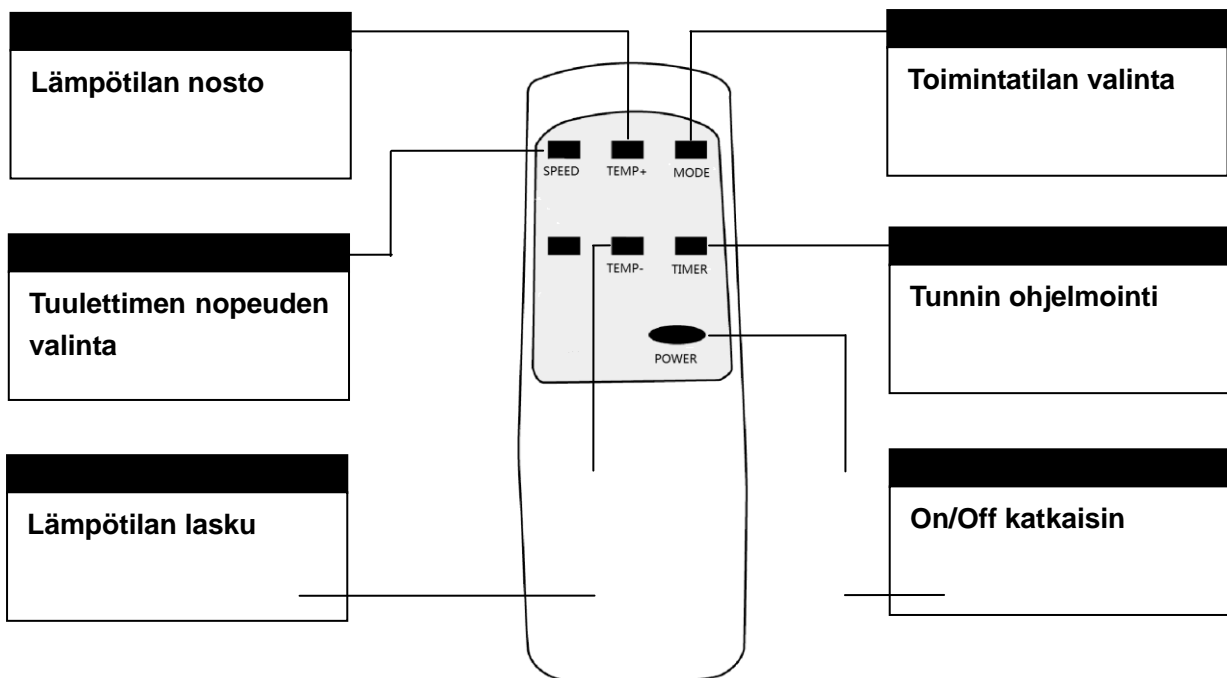 Lämpötilan nosto
Toimintatilan valinta
SPEED TEMP+ MODE
Tuulettimen nopeuden
valinta
TEMP- TIMER
Tunnin ohjelmointi
POWER
Lämpötilan lasku
On/Off katkaisin